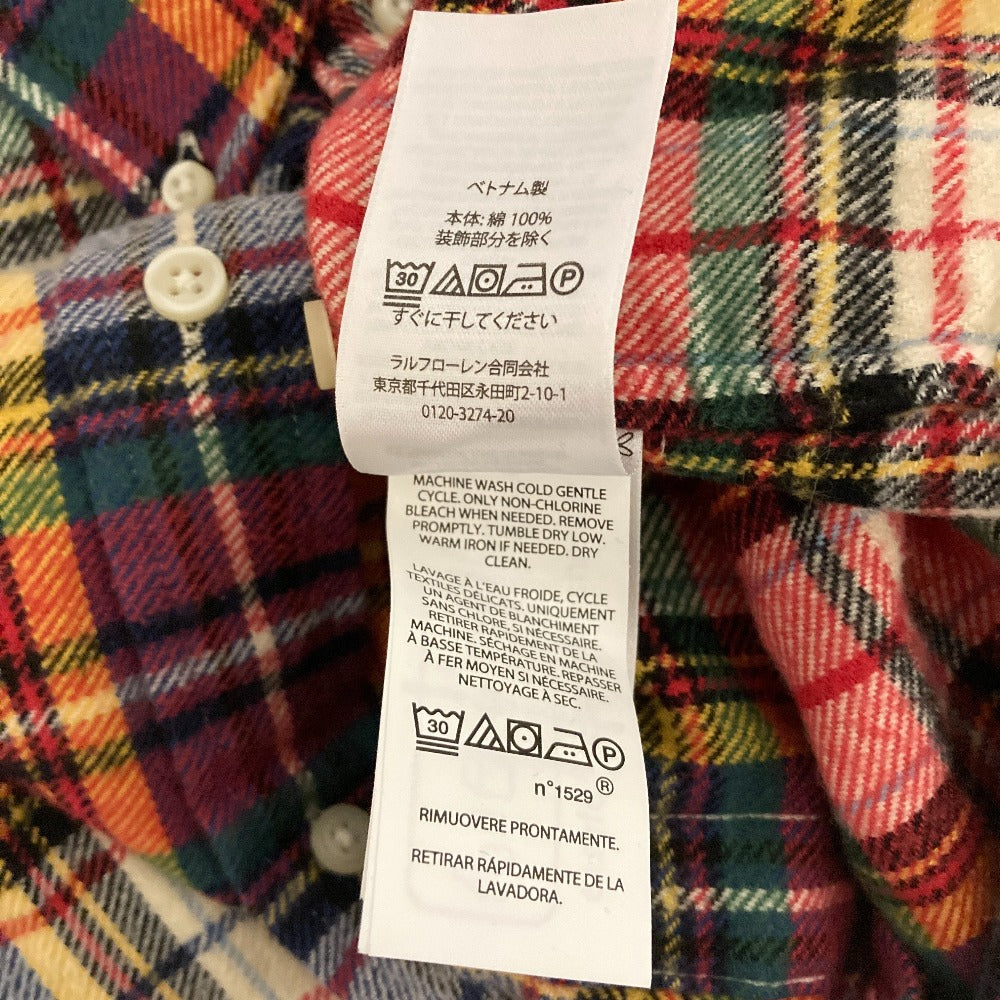 ベトナム製
本体: 綿 100%
装飾部分を除く
30 P
すぐに干してください
ラルフローレン合同会社
東京都千代田区永田町2-10-1
0120-3274-20
MACHINE WASH COLD GENTLE
CYCLE. ONLY NON-CHLORINE
BLEACH WHEN NEEDED. REMOVE
PROMPTLY. TUMBLE DRY LOW.
WARM IRON IF NEEDED. DRY
CLEAN.
LAVAGE À L'EAU FROIDE, CYCLE
TEXTILES DÉLICATS. UNIQUEMENT
UN AGENT DE BLANCHIMENT
SANS CHLORE, SI NÉCESSAIRE.
RETIRER RAPIDEMENT DE LA
MACHINE. SÉCHAGE EN MACHINE
À BASSE TEMPÉRATURE. REPASSER
À FER MOYEN SI NÉCESSAIRE.
NETTOYAGE À SEC.
30 P
n°1529®
RIMUOVERE PRONTAMENTE.
RETIRAR RÁPIDAMENTE DE LA
LAVADORA.